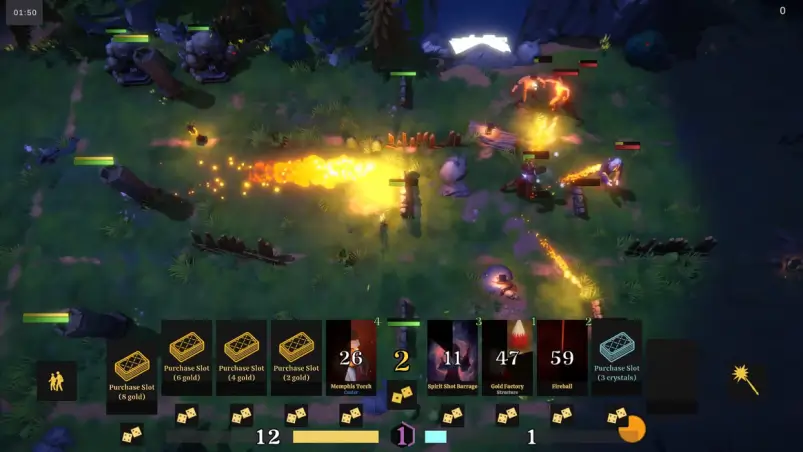 01:50
0
4
3
1
2
26
2
11
47
59
Purchase Slot
(8 gold)
Purchase Slot
(6 gold)
Purchase Slot
(4 gold)
Purchase Slot
(2 gold)
Memphis Torch
Caster
Spirit Shot Barrage
Gold Factory
Structure
Fireball
Purchase Slot
(3 crystals)
12
1
1